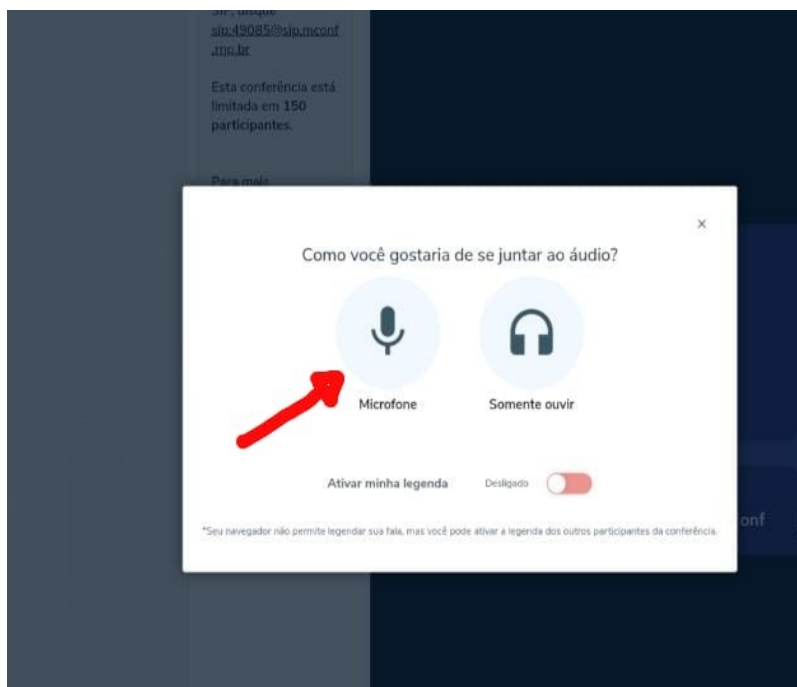 SIP, disque
sip:49085@sip.mconf
.rnp.br
Esta conferência está
limitada em 150
participantes.
Para mais
×
Como você gostaria de se juntar ao áudio?
Microfone
Somente ouvir
Ativar minha legenda
Desligado
*Seu navegador não permite legendar sua fala, mas você pode ativar a legenda dos outros participantes da conferência.
onf